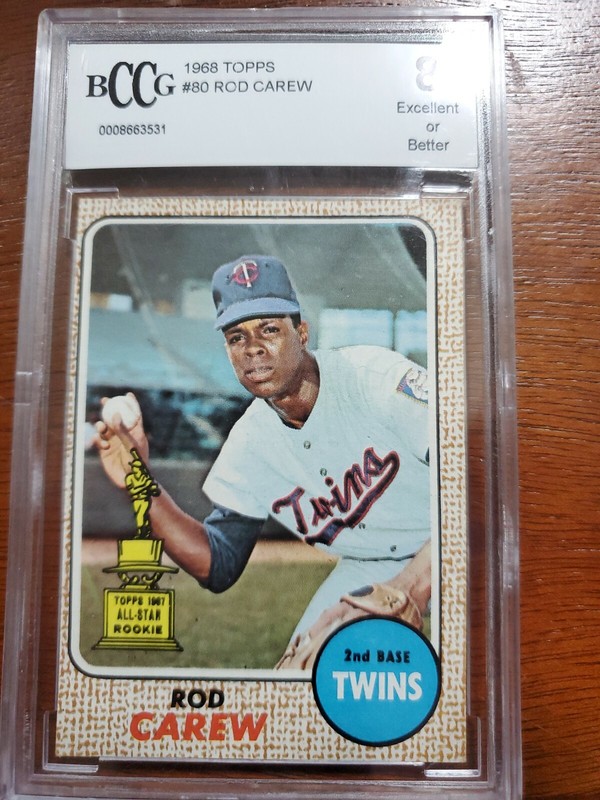 BCCG
1968 TOPPS
#80 ROD CAREW
0008663531
8
Excellent
or
Better
TC
Twins
TOPPS 1967
ALL-STAR
ROOKIE
2nd BASE
TWINS
ROD
CAREW